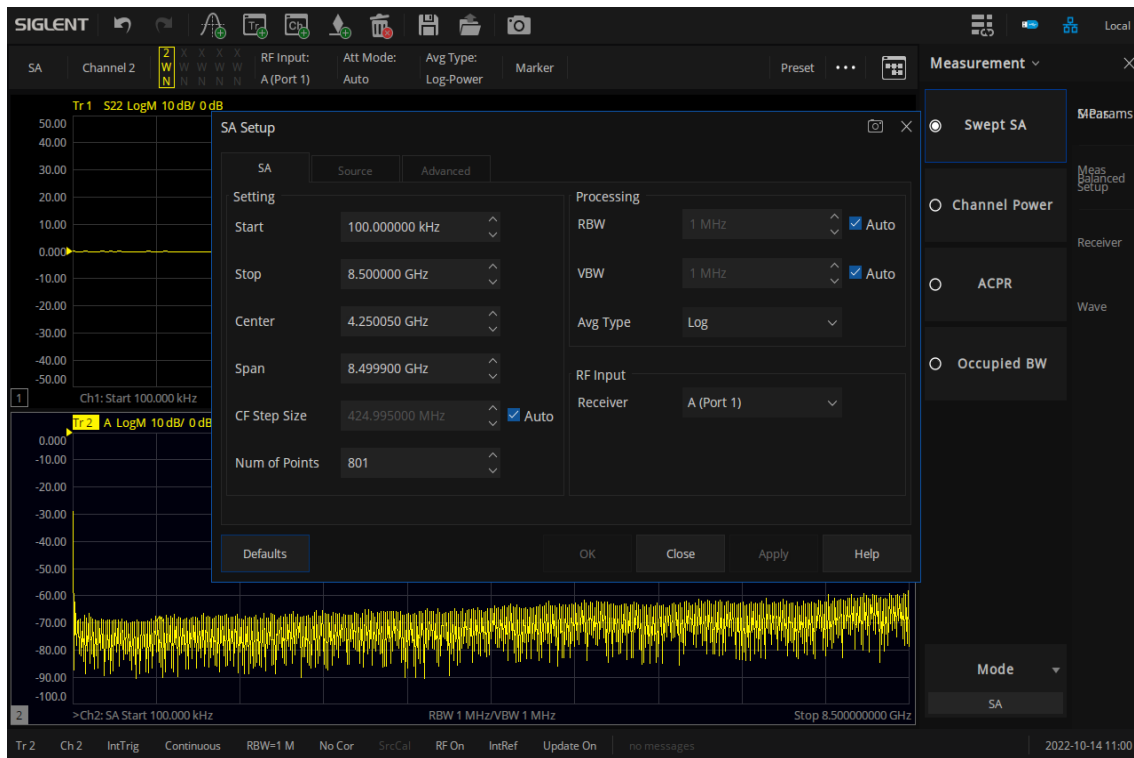 SIGLENT Tr Ch Local
SA Channel 2 2 X X X X RF Input: Att Mode: Avg Type: Marker Preset ••• Measurement
W W W W W
N N N N N A (Port 1) Auto Log-Power
Tr 1 S22 LogM 10 dB/ 0 dB
50.00
40.00
30.00
20.00
10.00
0.000
-10.00
-20.00
-30.00
-40.00
-50.00
1 Ch1: Start 100.000 kHz
Tr 2 A LogM 10 dB/ 0 dB
0.000
-10.00
-20.00
-30.00
-40.00
-50.00
-60.00
-70.00
-80.00
-90.00
-100.0
2 >Ch2: SA Start 100.000 kHz RBW 1 MHz/VBW 1 MHz Stop 8.500000000 GHz
SA Setup
SA Source Advanced
Setting
Start 100.000000 kHz
Stop 8.500000 GHz
Center 4.250050 GHz
Span 8.499900 GHz
CF Step Size 424.995000 MHz Auto
Num of Points 801
Processing
RBW 1 MHz Auto
VBW 1 MHz Auto
Avg Type Log
RF Input
Receiver A (Port 1)
Defaults OK Close Apply Help
Swept SA
Channel Power
ACPR
Occupied BW
Balanced
Receiver
Wave
Mode
SA
Tr 2 Ch 2 IntTrig Continuous RBW=1 M No Cor SrcCal RF On IntRef Update On no messages 2022-10-14 11:00